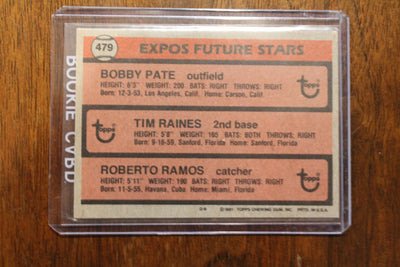 479
EXPOS FUTURE STARS
BOBBY PATE outfield
HEIGHT: 6'3" WEIGHT: 200 BATS: RIGHT THROWS: RIGHT
Born: 12-3-53, Los Angeles, Calif. Home: Carson, Calif.
Topps
TIM RAINES 2nd base
HEIGHT: 5'8" WEIGHT: 165 BATS: BOTH THROWS: RIGHT
Born: 9-16-59, Sanford, Florida Home: Sanford, Florida
Topps
ROBERTO RAMOS catcher
HEIGHT: 5'11" WEIGHT: 190 BATS: RIGHT THROWS: RIGHT
Born: 11-5-55, Havana, Cuba Home: Miami, Florida
Topps
© 1981 TOPPS CHEWING GUM, INC. PRTD. IN U.S.A.
ROOKIE CARD